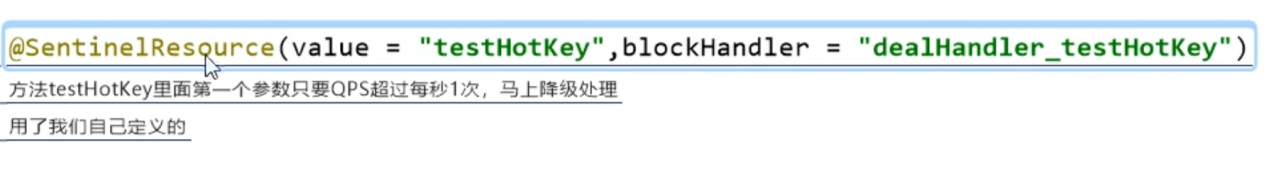 @SentinelResource(value = "testHotKey",blockHandler = "dealHandler_testHotKey")
方法testHotKey里面第一个参数只要QPS超过每秒1次，马上降级处理
用了我们自己定义的